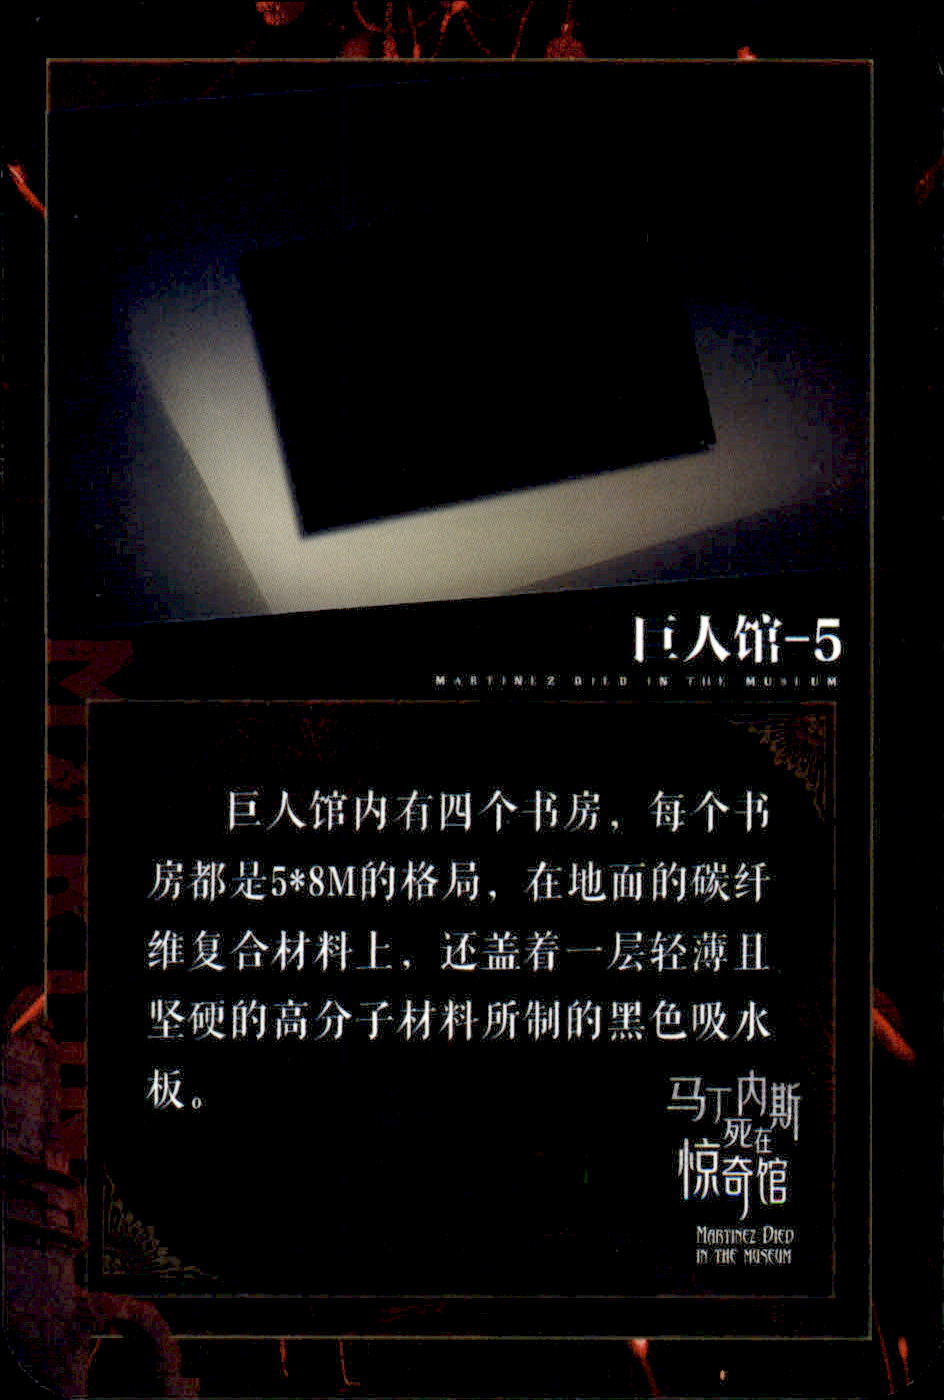 巨人馆-5
MARTINEZ DIED IN THE MUSEUM
巨人馆内有四个书房，每个书
房都是5*8M的格局，在地面的碳纤
维复合材料上，还盖着一层轻薄且
坚硬的高分子材料所制的黑色吸水
板。
马丁内斯
死在
惊奇馆
MARTINEZ DIED
IN THE MUSEUM